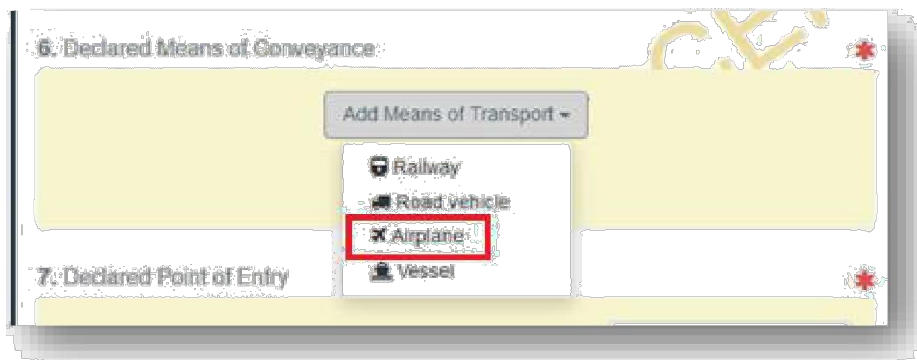 6. Declared Means of Conveyance
Add Means of Transport
Railway
Road vehicle
Airplane
Vessel
7. Declared Point of Entry